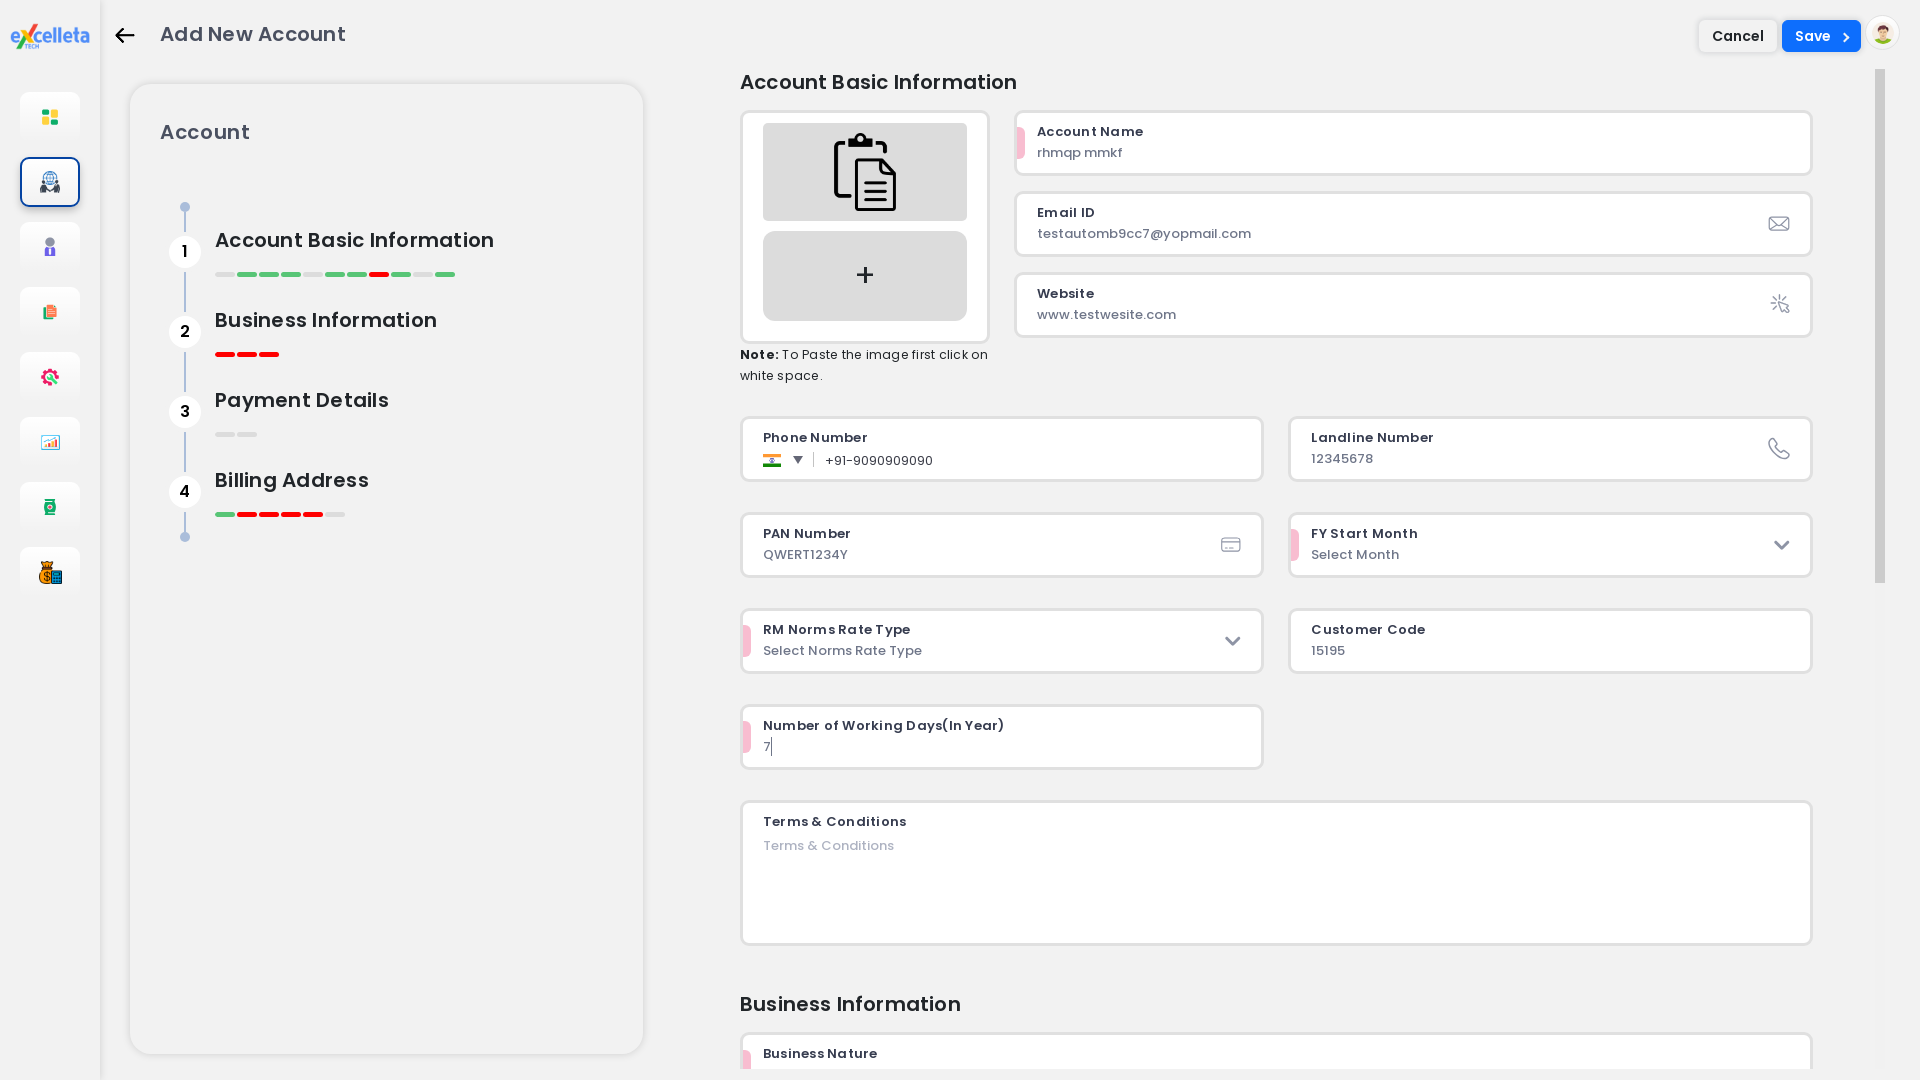 eXcelleta
TECH
Add New Account
Cancel
Save
Account
1
Account Basic Information
2
Business Information
3
Payment Details
4
Billing Address
Account Basic Information
+
Note: To Paste the image first click on
white space.
Account Name
rhmqp mmkf
Email ID
testautomb9cc7@yopmail.com
Website
www.testwesite.com
Phone Number
+91-9090909090
Landline Number
12345678
PAN Number
QWERT1234Y
FY Start Month
Select Month
RM Norms Rate Type
Select Norms Rate Type
Customer Code
15195
Number of Working Days(In Year)
7
Terms & Conditions
Terms & Conditions
Business Information
Business Nature